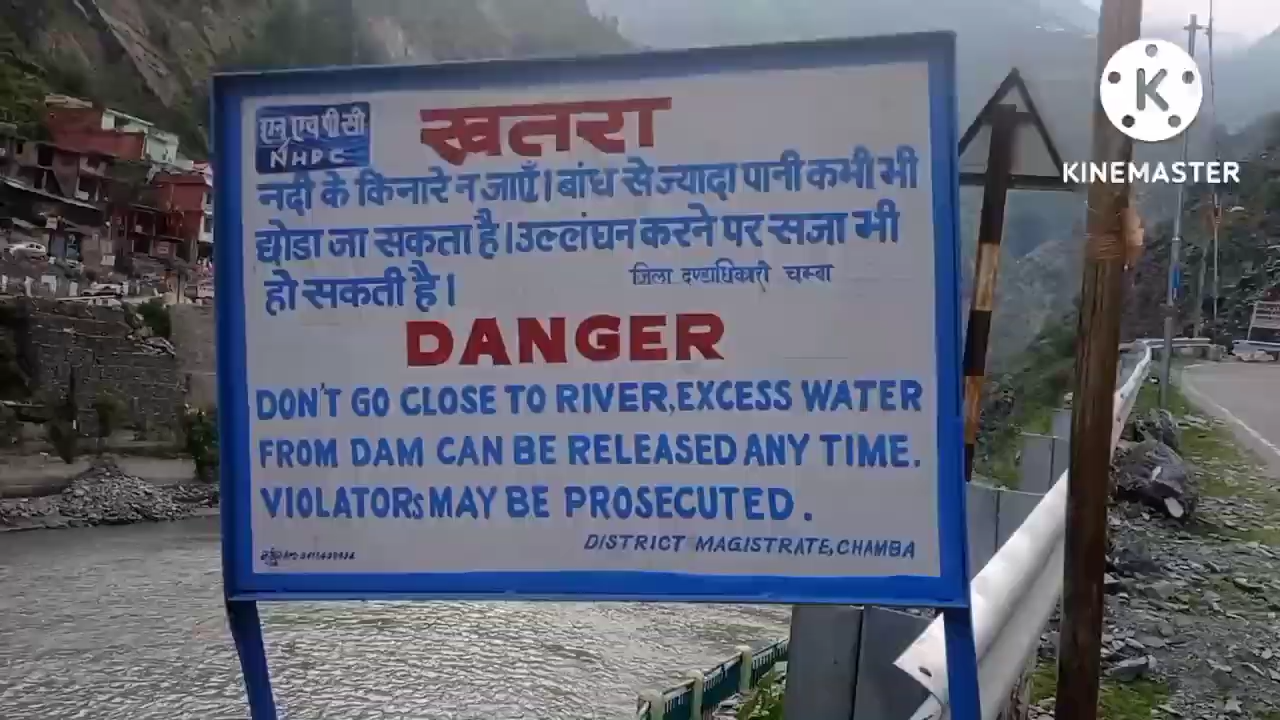 एन एच पी सी
NHPC
खतरा
नदी के किनारे न जाएँ। बांध से ज्यादा पानी कभी भी
छोडा जा सकता है। उल्लंघन करने पर सजा भी
हो सकती है।
जिला दण्डाधिकारी चम्बा
DANGER
DON'T GO CLOSE TO RIVER, EXCESS WATER
FROM DAM CAN BE RELEASED ANY TIME.
VIOLATORS MAY BE PROSECUTED.
DISTRICT MAGISTRATE, CHAMBA
K
KINEMASTER